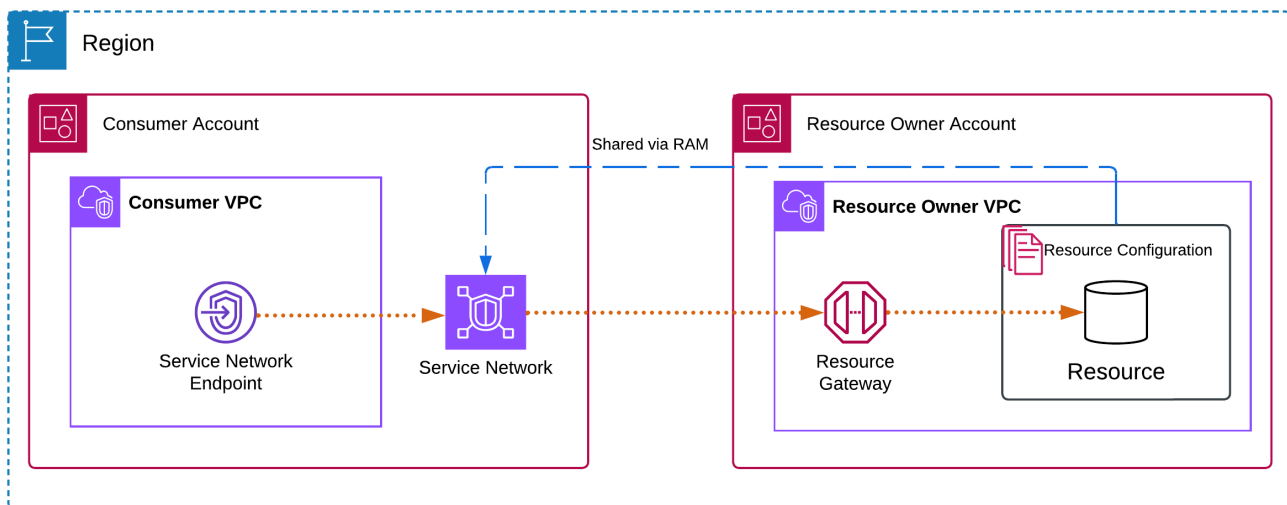 Region
Consumer Account
Resource Owner Account
Shared via RAM
Consumer VPC
Resource Owner VPC
Resource Configuration
Service Network
Endpoint
Service Network
Resource
Gateway
Resource